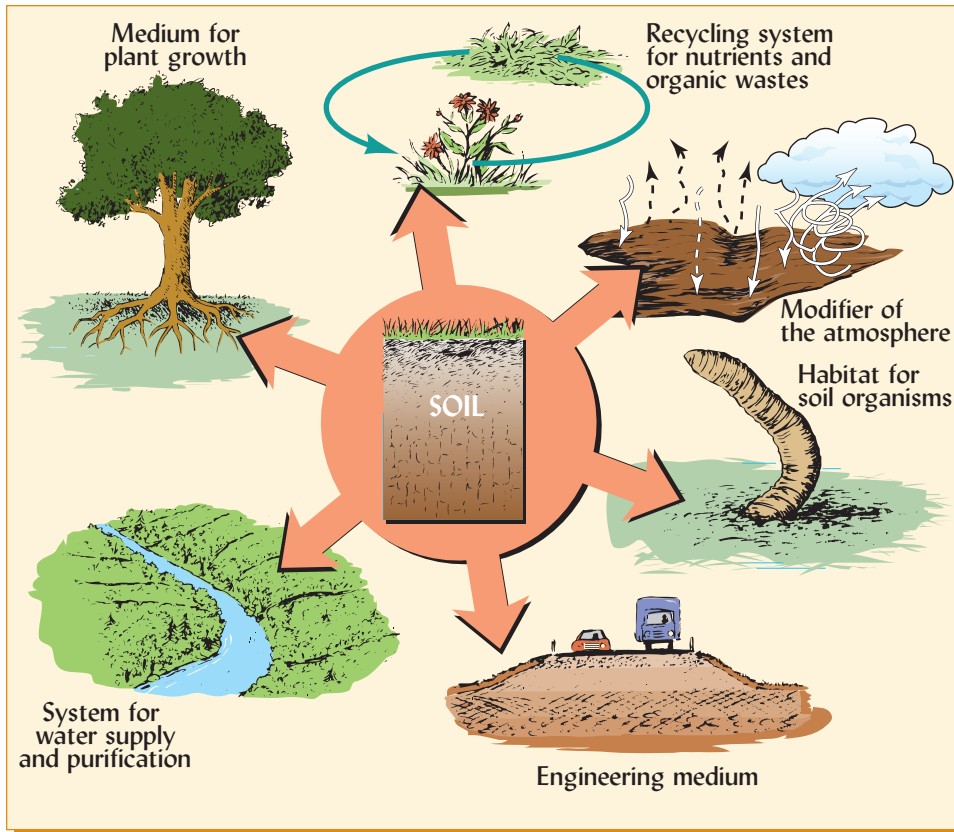 Medium for
plant growth
Recycling system
for nutrients and
organic wastes
Modifier of
the atmosphere
Habitat for
soil organisms
SOIL
System for
water supply
and purification
Engineering medium